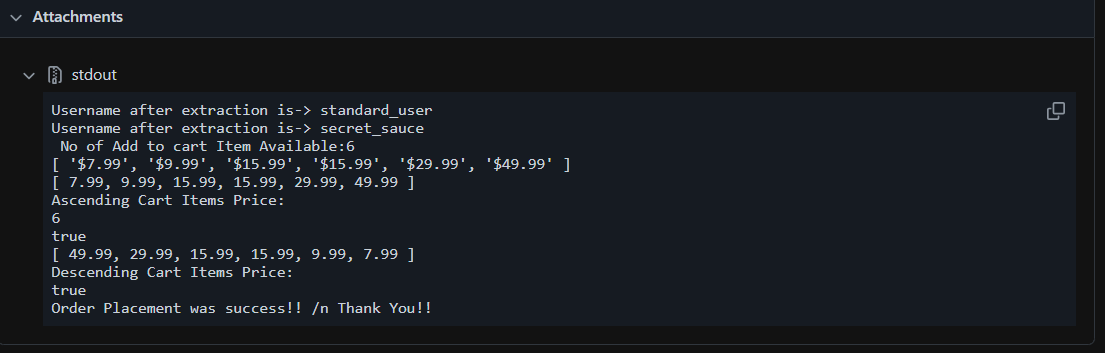 Attachments
stdout
Username after extraction is-> standard_user
Username after extraction is-> secret_sauce
 No of Add to cart Item Available:6
[ '$7.99', '$9.99', '$15.99', '$15.99', '$29.99', '$49.99' ]
[ 7.99, 9.99, 15.99, 15.99, 29.99, 49.99 ]
Ascending Cart Items Price:
6
true
[ 49.99, 29.99, 15.99, 15.99, 9.99, 7.99 ]
Descending Cart Items Price:
true
Order Placement was success!! /n Thank You!!